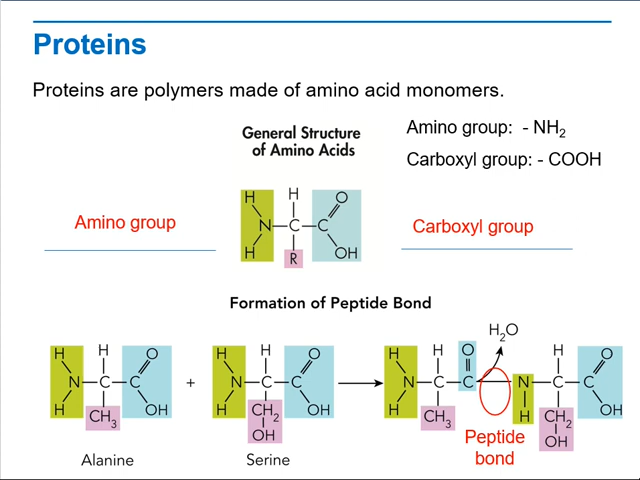 Proteins
Proteins are polymers made of amino acid monomers.
General Structure
of Amino Acids
Amino group: - NH₂
Carboxyl group: - COOH
H H O
Amino group N C C Carboxyl group
H R OH
Formation of Peptide Bond
H₂O
H H O H H O H H O H O
N C C + N C C N C C N C C
H CH₃ OH H CH₂ OH H CH₃ H CH₂ OH
OH OH
Peptide
bond
Alanine Serine